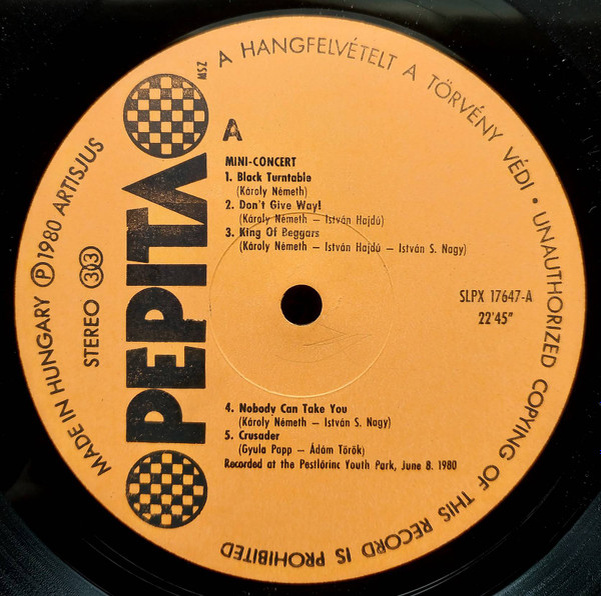 A HANGFELVÉTELT A TÖRVÉNY VÉDI • UNAUTHORIZED COPYING OF THIS RECORD IS PROHIBITED
MADE IN HUNGARY Ⓟ 1980 ARTISJUS
STEREO 33
PEPITA
MSZ
A
MINI-CONCERT
1. Black Turntable
(Károly Németh)
2. Don't Give Way!
(Károly Németh – István Hajdú)
3. King Of Beggars
(Károly Németh – István Hajdú – István S. Nagy)
SLPX 17647-A
22'45"
4. Nobody Can Take You
(Károly Németh – István S. Nagy)
5. Crusader
(Gyula Papp – Ádám Török)
Recorded at the Pestlőrinc Youth Park, June 8. 1980